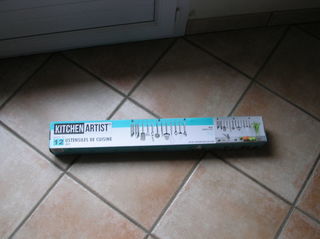 KITCHEN ARTIST
12 USTENSILES DE CUISINE